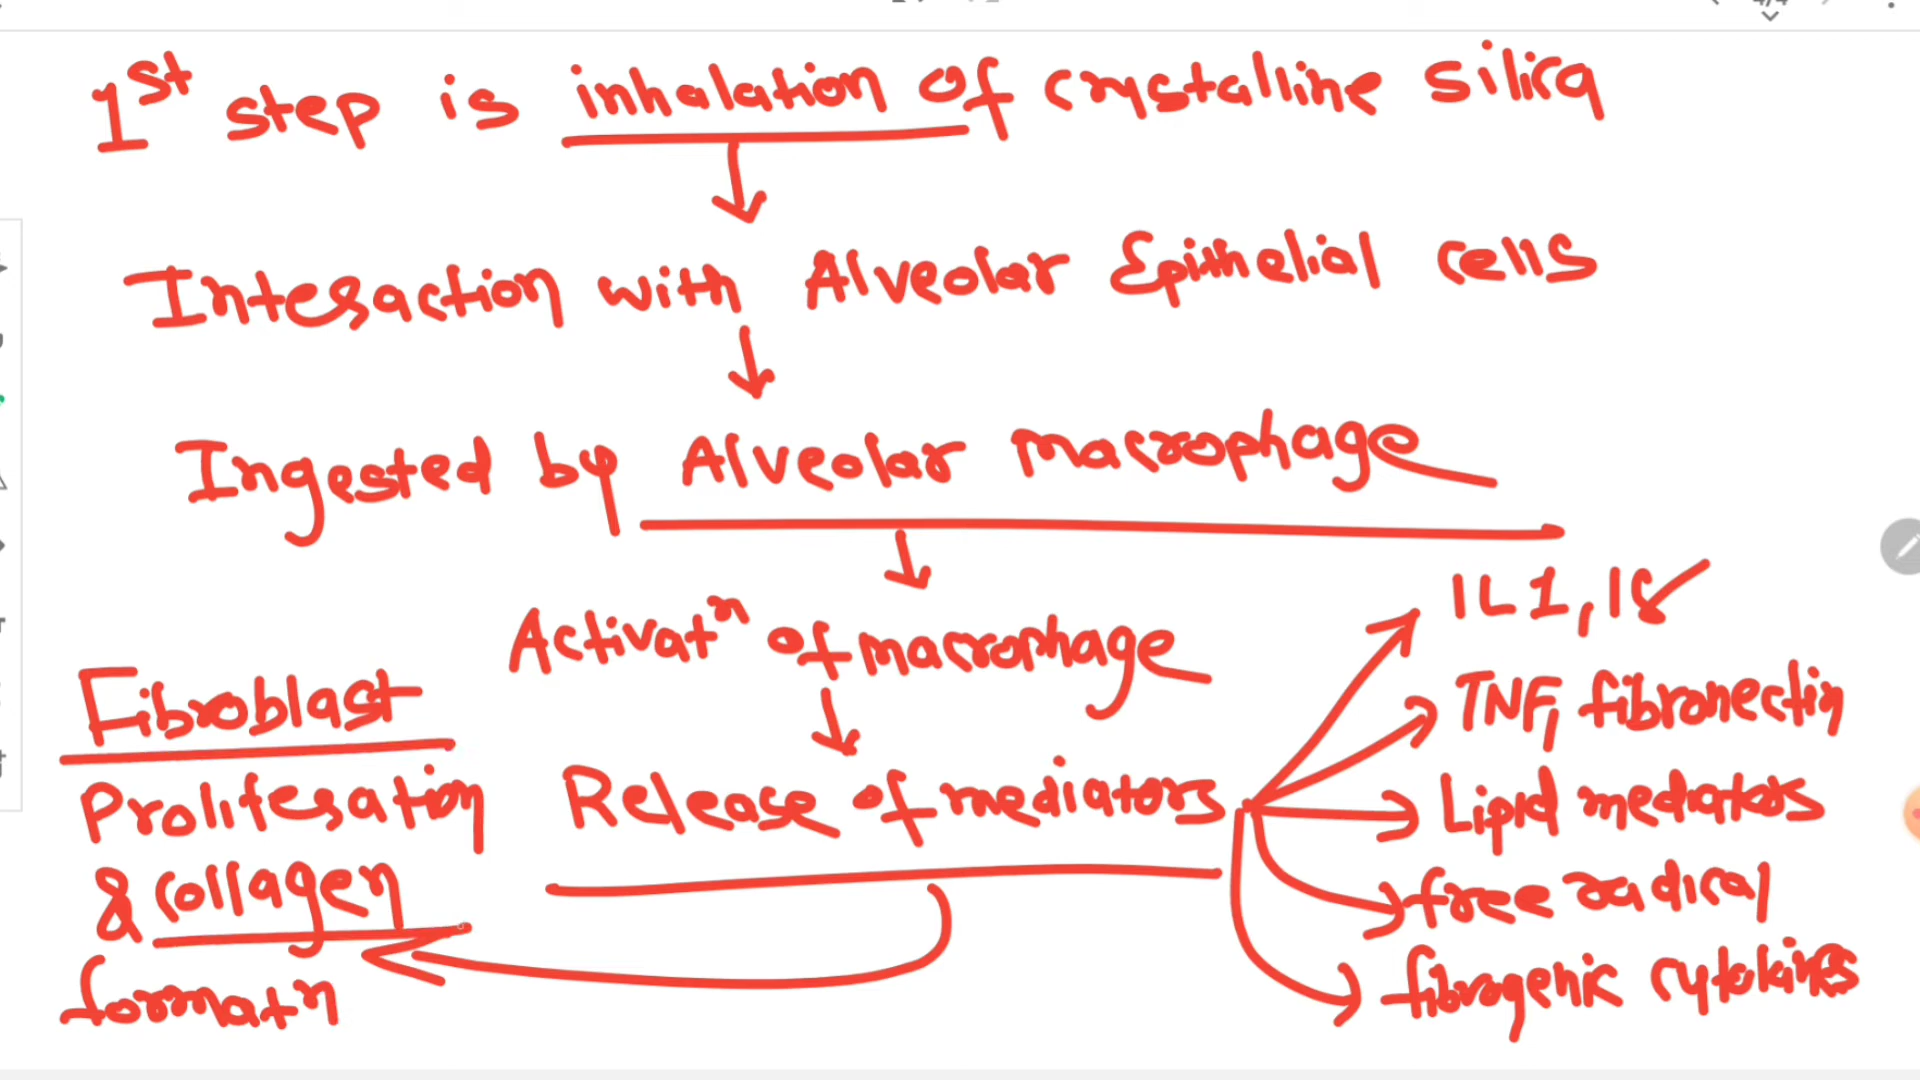 1st step is inhalation of crystalline silica
Interaction with Alveolar Epithelial cells
Ingested by Alveolar macrophage
Activatn of macrophage
Release of mediators
IL1, 18
TNF, fibronectin
Lipid mediators
free radical
fibrogenic cytokines
Fibroblast
Proliferation
& collagen
formatn